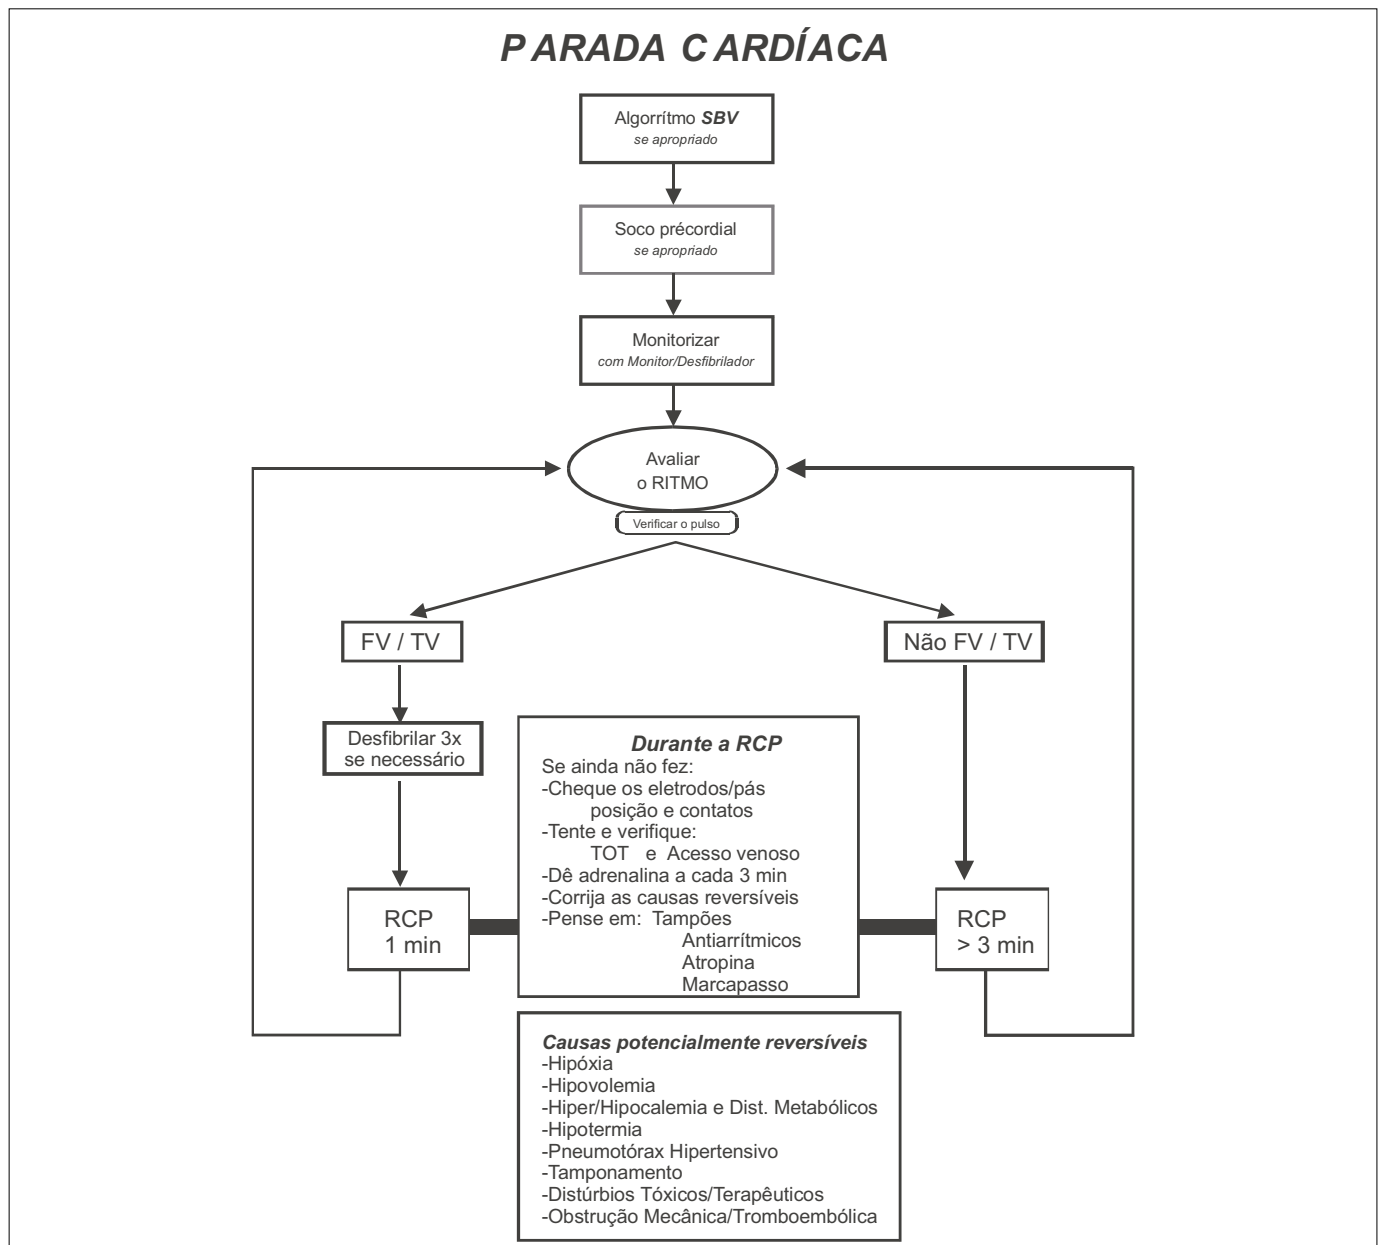 PARADA CARDÍACA
Algorrítmo SBV
se apropriado
Soco précordial
se apropriado
Monitorizar
com Monitor/Desfibrilador
Avaliar
o RITMO
Verificar o pulso
FV / TV
Não FV / TV
Desfibrilar 3x
se necessário
Durante a RCP
Se ainda não fez:
-Cheque os eletrodos/pás
posição e contatos
-Tente e verifique:
TOT e Acesso venoso
-Dê adrenalina a cada 3 min
-Corrija as causas reversíveis
-Pense em: Tampões
Antiarrítmicos
Atropina
Marcapasso
RCP
1 min
RCP
> 3 min
Causas potencialmente reversíveis
-Hipóxia
-Hipovolemia
-Hiper/Hipocalemia e Dist. Metabólicos
-Hipotermia
-Pneumotórax Hipertensivo
-Tamponamento
-Distúrbios Tóxicos/Terapêuticos
-Obstrução Mecânica/Tromboembólica